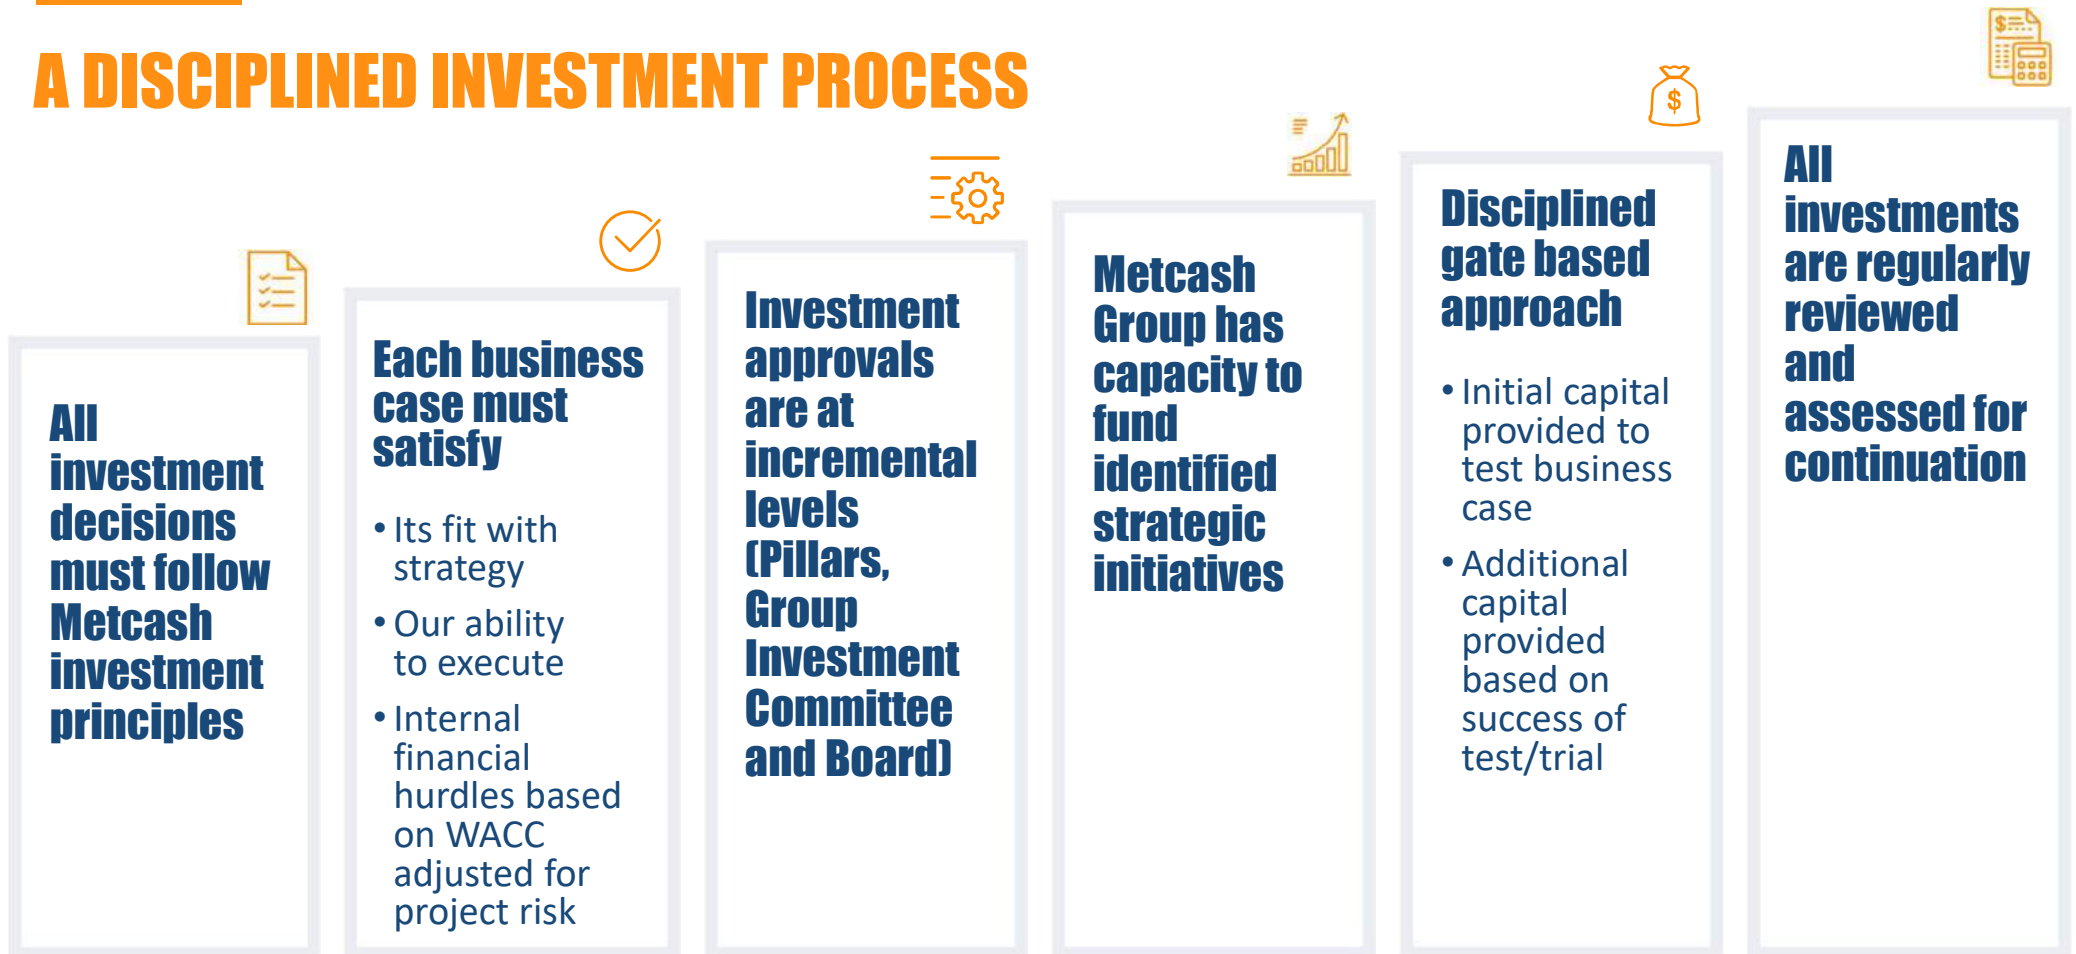 A DISCIPLINED INVESTMENT PROCESS
All
investment
decisions
must follow
Metcash
investment
principles
Each business
case must
satisfy
• Its fit with
strategy
• Our ability
to execute
• Internal
financial
hurdles based
on WACC
adjusted for
project risk
Investment
approvals
are at
incremental
levels
(Pillars,
Group
Investment
Committee
and Board)
Metcash
Group has
capacity to
fund
identified
strategic
initiatives
$
Disciplined
gate based
approach
• Initial capital
provided to
test business
case
• Additional
capital
provided
based on
success of
test/trial
$
All
investments
are regularly
reviewed
and
assessed for
continuation